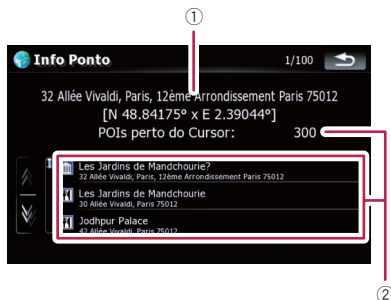 ①
Info Ponto
1/100
32 Allée Vivaldi, Paris, 12ème Arrondissement Paris 75012
[N 48.84175° x E 2.39044°]
POIs perto do Cursor: 300
Les Jardins de Mandchourie?
32 Allée Vivaldi, Paris, 12ème Arrondissement Paris 75012
Les Jardins de Mandchourie
30 Allée Vivaldi, Paris 75012
Jodhpur Palace
42 Allée Vivaldi, Paris 75012
②